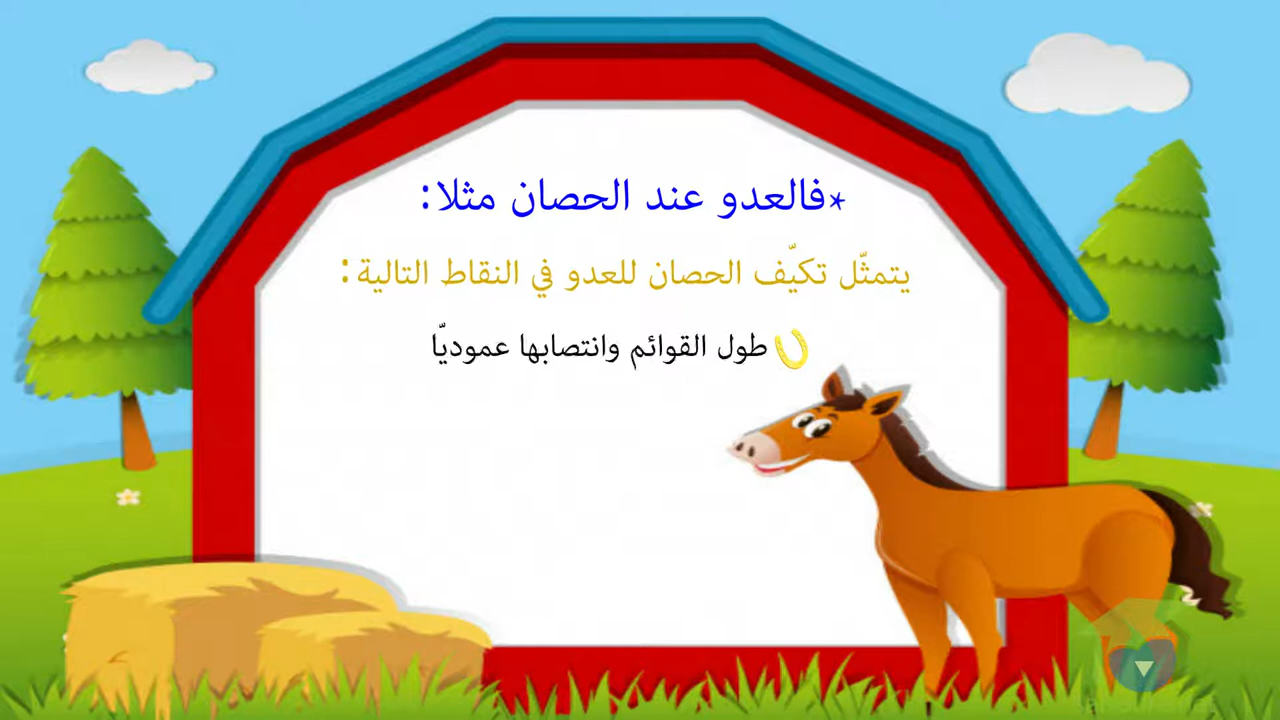 *فالعدو عند الحصان مثلا:
يتمثّل تكيّف الحصان للعدو في النقاط التالية:
طول القوائم وانتصابها عموديّا